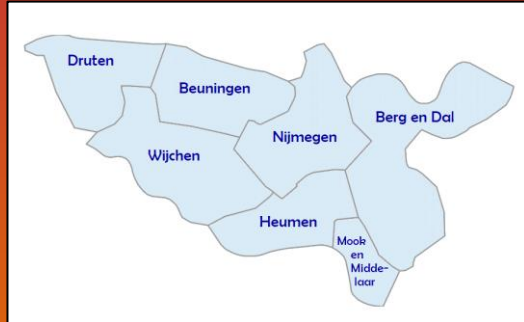 Druten
Beuningen
Berg en Dal
Nijmegen
Wijchen
Heumen
Mook
en
Midde-
laar